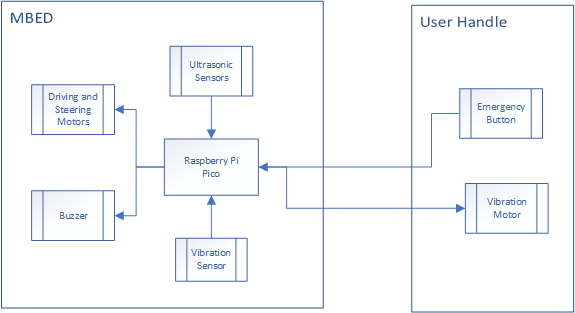 MBED
User Handle
Ultrasonic
Sensors
Driving and
Steering
Motors
Emergency
Button
Raspberry Pi
Pico
Buzzer
Vibration
Motor
Vibration
Sensor